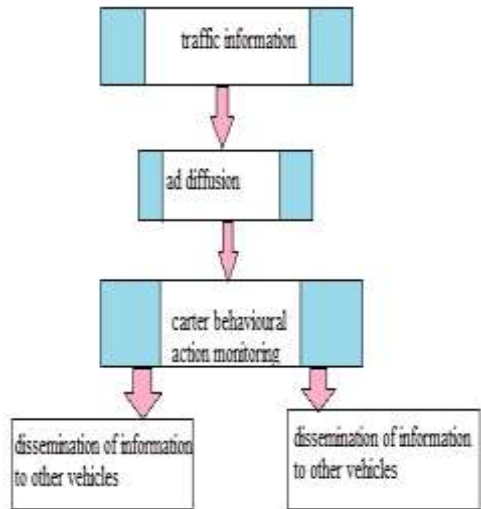 traffic information
ad diffusion
carter behavioural
action monitoring
dissemination of information
to other vehicles
dissemination of information
to other vehicles